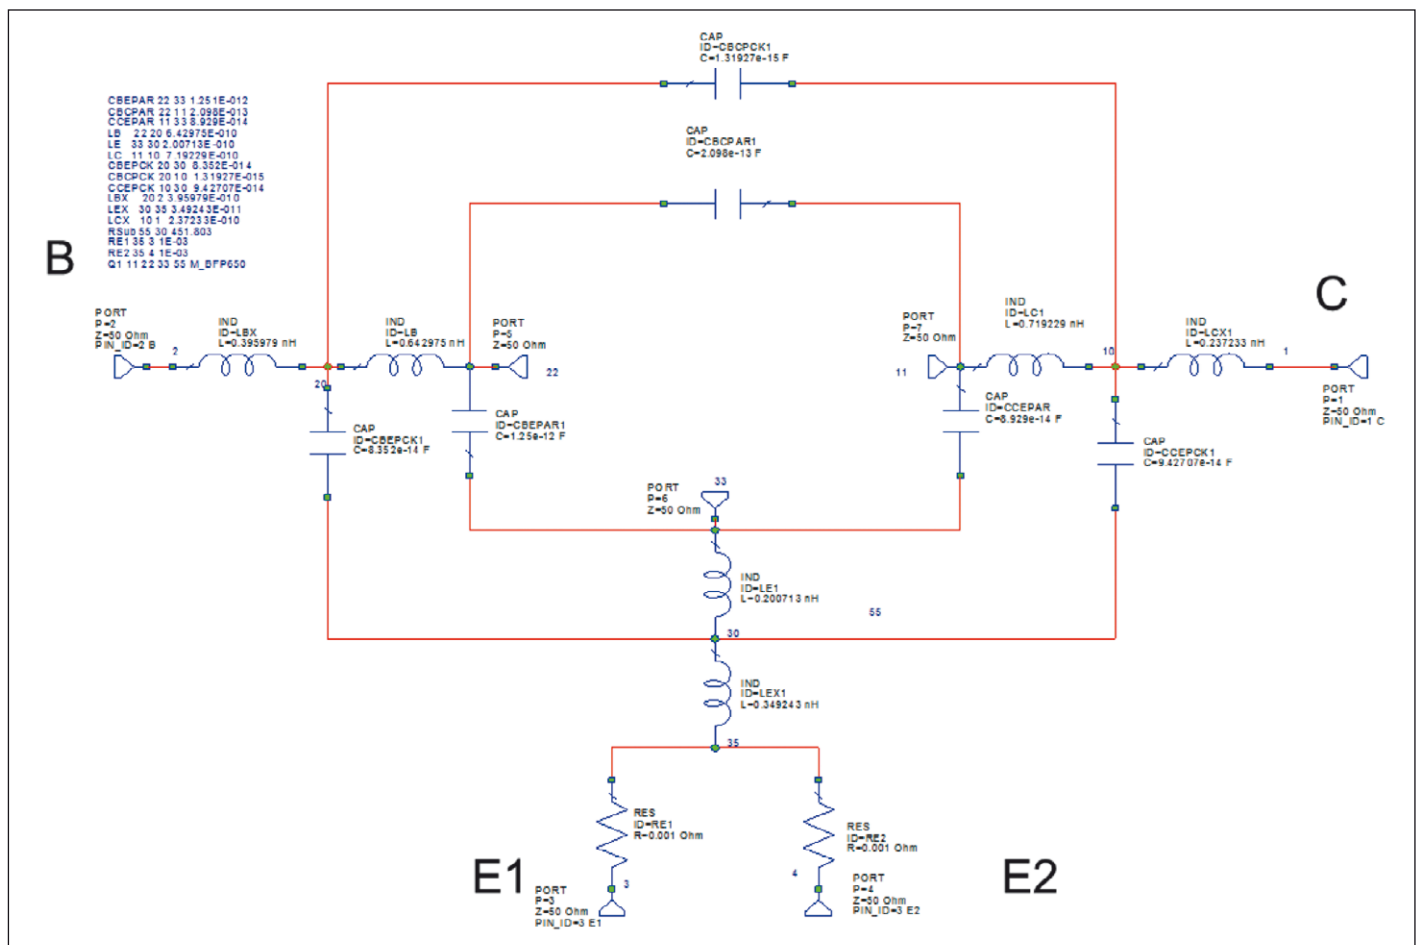 CAP
ID=CBCPCK1
C=1.31927e-15 F
CBEPAR 22 33 1.251E-012
CBCPAR 22 11 2.098E-013
CCEPAR 11 33 8.929E-014
LB 22 20 6.42975E-010
LE 33 30 2.00713E-010
LC 11 10 7.19229E-010
CBEPCK 20 30 8.352E-014
CBCPCK 20 10 1.31927E-015
CCEPCK 10 30 9.42707E-014
LBX 20 2 3.95979E-010
LEX 30 35 3.49243E-011
LCX 10 1 2.37233E-010
RSub 55 30 451.803
RE1 35 3 1E-03
RE2 35 4 1E-03
Q1 11 22 33 55 M_BFP650
CAP
ID=CBCPAR1
C=2.098e-13 F
B
C
PORT
P=2
Z=50 Ohm
PIN_ID=2 B
2
IND
ID=LBX
L=0.395979 nH
20
IND
ID=LB
L=0.642975 nH
PORT
P=5
Z=50 Ohm
22
PORT
P=7
Z=50 Ohm
11
IND
ID=LC1
L=0.719229 nH
10
IND
ID=LCX1
L=0.237233 nH
1
PORT
P=1
Z=50 Ohm
PIN_ID=1 C
CAP
ID=CBEPCK1
C=8.352e-14 F
CAP
ID=CBEPAR1
C=1.25e-12 F
CAP
ID=CCEPAR
C=8.929e-14 F
CAP
ID=CCEPCK1
C=9.42707e-14 F
PORT
P=6
Z=50 Ohm
33
IND
ID=LE1
L=0.200713 nH
55
30
IND
ID=LEX1
L=0.349243 nH
35
RES
ID=RE1
R=0.001 Ohm
RES
ID=RE2
R=0.001 Ohm
E1
3
PORT
P=3
Z=50 Ohm
PIN_ID=3 E1
4
PORT
P=4
Z=50 Ohm
PIN_ID=3 E2
E2